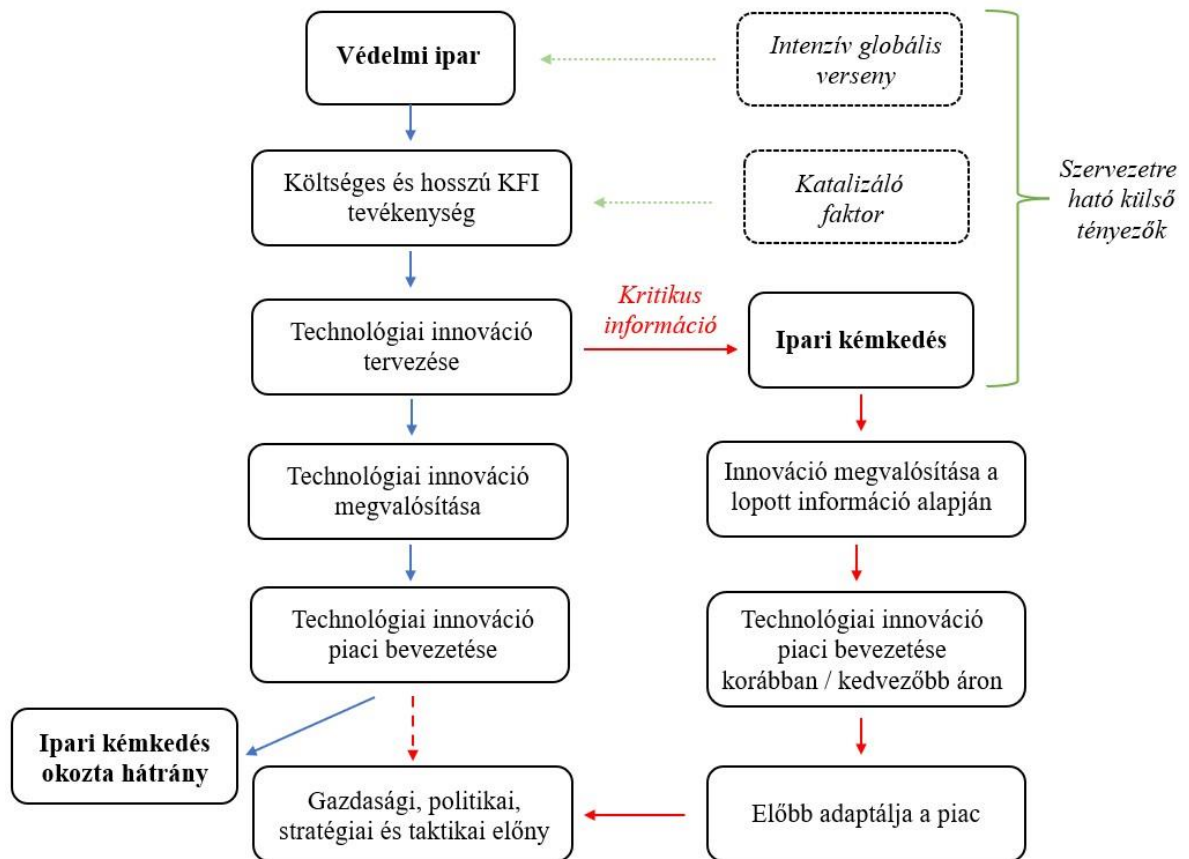 Védelmi ipar
Intenzív globális
verseny
Költséges és hosszú KFI
tevékenység
Katalizáló
faktor
Szervezetre
ható külső
tényezők
Technológiai innováció
tervezése
Kritikus
információ
Ipari kémkedés
Technológiai innováció
megvalósítása
Innováció megvalósítása a
lopott információ alapján
Technológiai innováció
piaci bevezetése
Technológiai innováció
piaci bevezetése
korábban / kedvezőbb áron
Ipari kémkedés
okozta hátrány
Gazdasági, politikai,
stratégiai és taktikai előny
Előbb adaptálja a piac